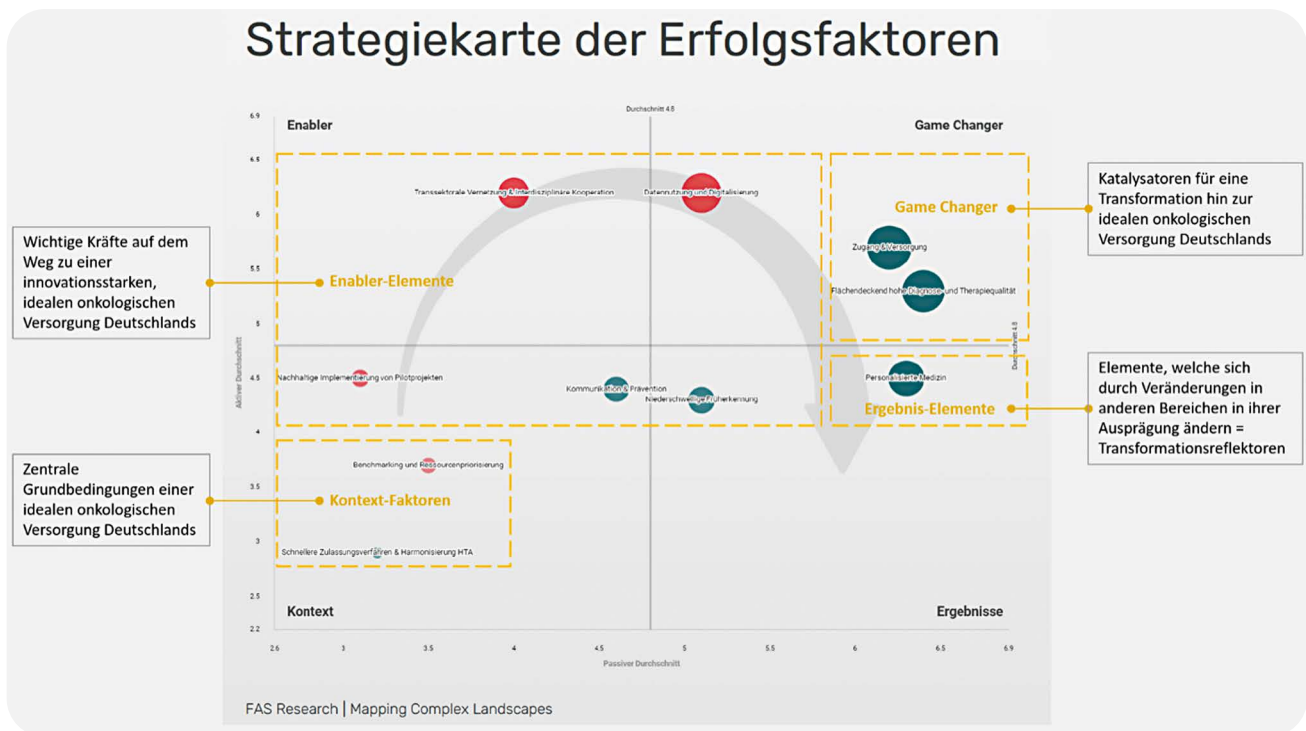 Strategiekarte der Erfolgsfaktoren
Durchschnitt 4.8
6.9
Enabler
Game Changer
6.5
Transsektorale Vernetzung & Interdisziplinäre Kooperation
Datennutzung und Digitalisierung
6
Game Changer
Katalysatoren für eine
Transformation hin zur
idealen onkologischen
Versorgung Deutschlands
Zugang & Versorgung
Wichtige Kräfte auf dem
Weg zu einer
innovationsstarken,
idealen onkologischen
Versorgung Deutschlands
Enabler-Elemente
5.5
Flächendeckend hohe Diagnose- und Therapiequalität
5
Durchschnitt 4.8
Aktiver Durchschnitt
4.5
Nachhaltige Implementierung von Pilotprojekten
Kommunikation & Prävention
Niederschwellige Früherkennung
Personalisierte Medizin
Ergebnis-Elemente
Elemente, welche sich
durch Veränderungen in
anderen Bereichen in ihrer
Ausprägung ändern =
Transformationsreflektoren
4
Benchmarking und Ressourcenpriorisierung
Zentrale
Grundbedingungen einer
idealen onkologischen
Versorgung Deutschlands
3.5
Kontext-Faktoren
3
Schnellere Zulassungsverfahren & Harmonisierung HTA
2.5
Kontext
Ergebnisse
2.2
2.6
3
3.5
4
4.5
5
5.5
6
6.5
6.9
Passiver Durchschnitt
FAS Research | Mapping Complex Landscapes